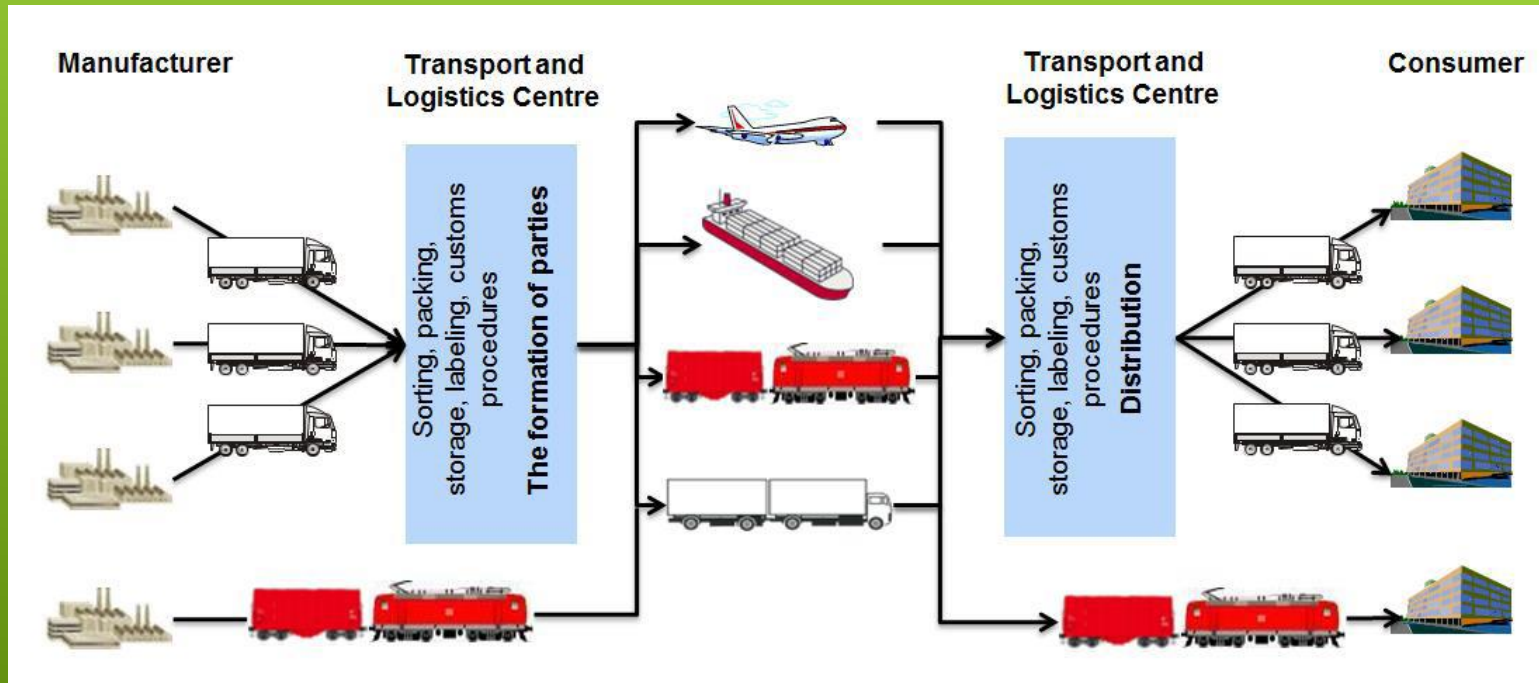 Manufacturer
Transport and
Logistics Centre
Transport and
Logistics Centre
Consumer
Sorting, packing,
storage, labeling, customs
procedures
The formation of parties
Sorting, packing,
storage, labeling, customs
procedures
Distribution